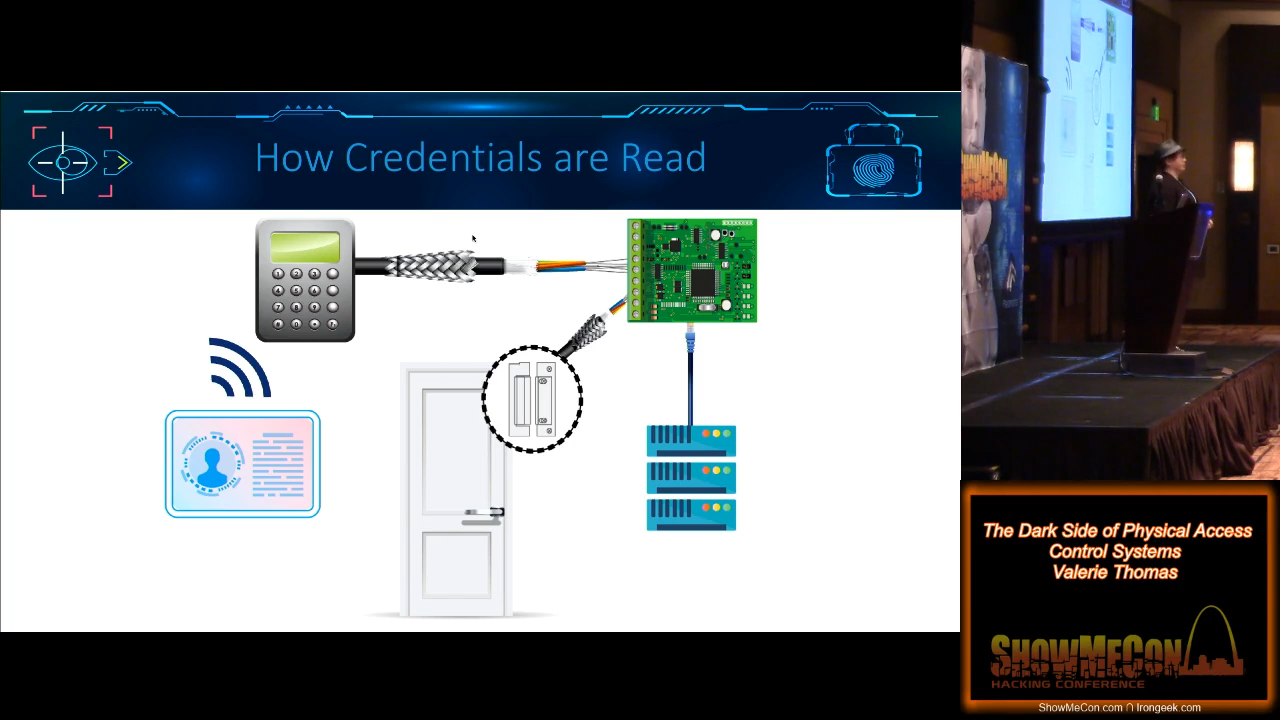 How Credentials are Read
The Dark Side of Physical Access
Control Systems
Valerie Thomas
SHOWMECON
SHOWMECON
HACKING CONFERENCE
ShowMeCon.com ∩ Irongeek.com